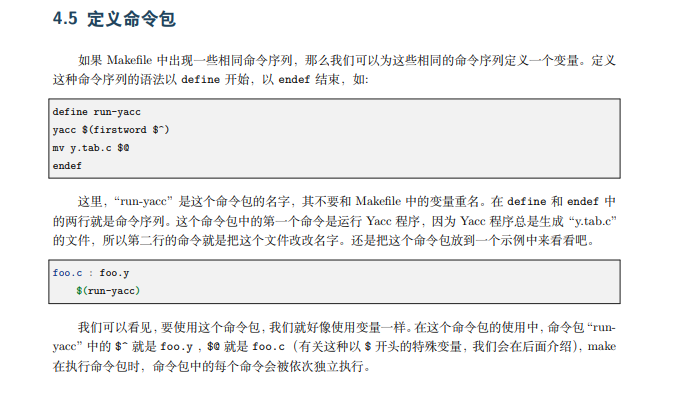 4.5 定义命令包
如果 Makefile 中出现一些相同命令序列，那么我们可以为这些相同的命令序列定义一个变量。定义
这种命令序列的语法以 define 开始，以 endef 结束，如:
define run-yacc
yacc $(firstword $^)
mv y.tab.c $@
endef
这里，“run-yacc”是这个命令包的名字，其不要和 Makefile 中的变量重名。在 define 和 endef 中
的两行就是命令序列。这个命令包中的第一个命令是运行 Yacc 程序，因为 Yacc 程序总是生成“y.tab.c”
的文件，所以第二行的命令就是把这个文件改改名字。还是把这个命令包放到一个示例中来看看吧。
foo.c : foo.y
$(run-yacc)
我们可以看见，要使用这个命令包，我们就好像使用变量一样。在这个命令包的使用中，命令包“run-
yacc”中的 $^ 就是 foo.y ，$@ 就是 foo.c（有关这种以 $ 开头的特殊变量，我们会在后面介绍），make
在执行命令包时，命令包中的每个命令会被依次独立执行。